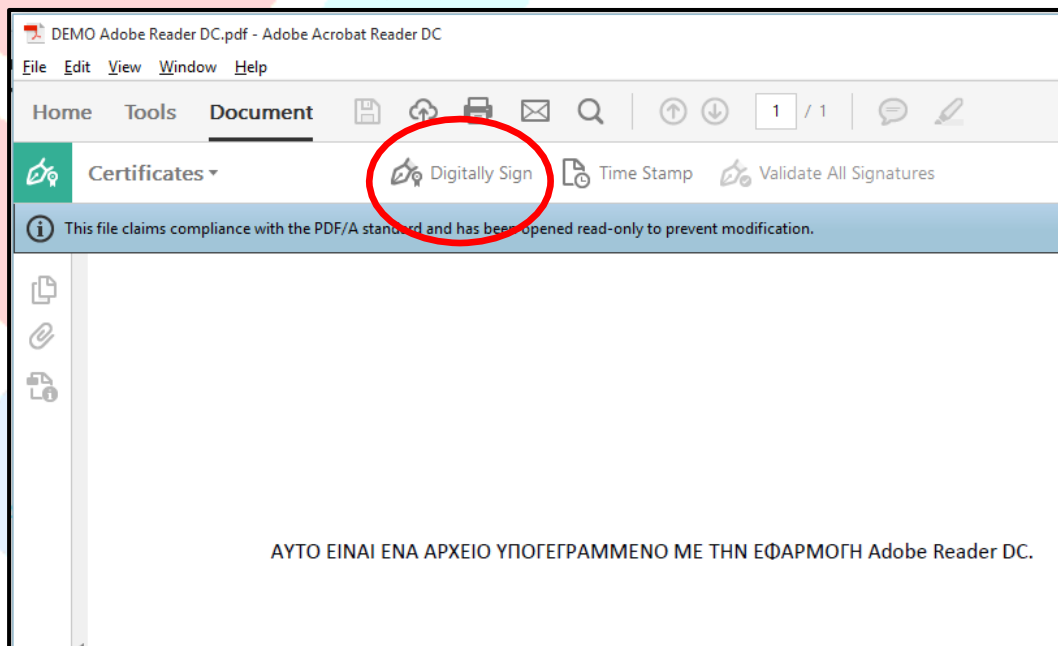 DEMO Adobe Reader DC.pdf - Adobe Acrobat Reader DC
File Edit View Window Help
Home Tools Document 1 / 1
Certificates Digitally Sign Time Stamp Validate All Signatures
This file claims compliance with the PDF/A standard and has been opened read-only to prevent modification.
ΑΥΤΟ ΕΙΝΑΙ ΕΝΑ ΑΡΧΕΙΟ ΥΠΟΓΕΓΡΑΜΜΕΝΟ ΜΕ ΤΗΝ ΕΦΑΡΜΟΓΗ Adobe Reader DC.